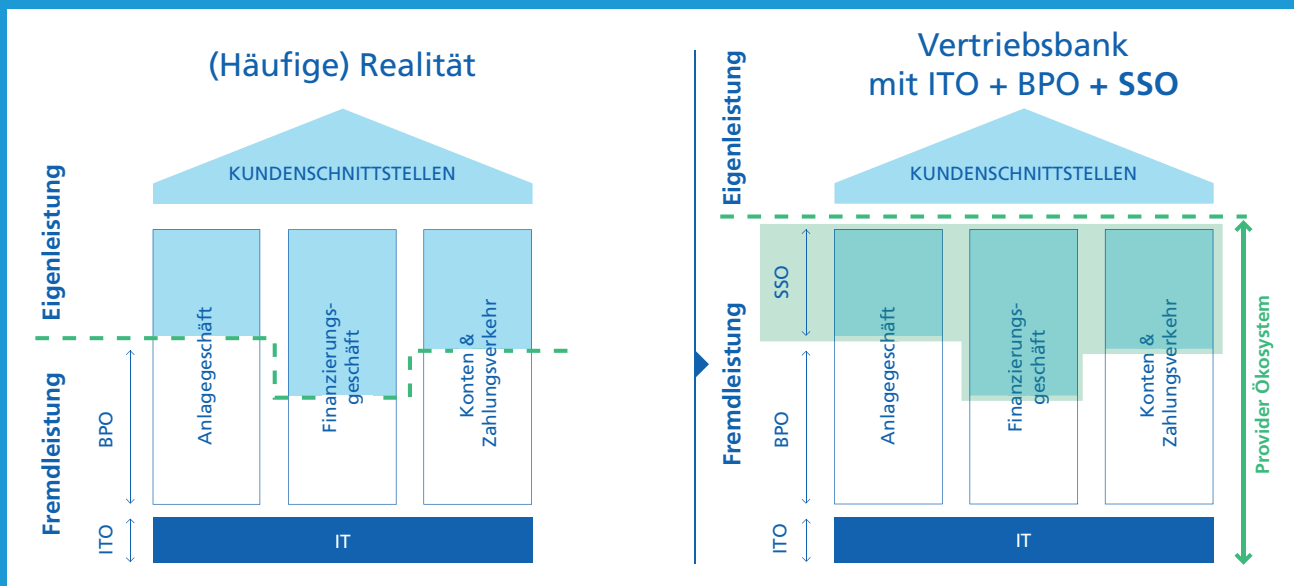 (Häufige) Realität
KUNDENSCHNITTSTELLEN
Eigenleistung
Fremdleistung
BPO
ITO
Anlagegeschäft
Finanzierungs-
geschäft
Konten &
Zahlungsverkehr
IT
Vertriebsbank
mit ITO + BPO + SSO
KUNDENSCHNITTSTELLEN
Eigenleistung
Fremdleistung
SSO
BPO
ITO
Anlagegeschäft
Finanzierungs-
geschäft
Konten &
Zahlungsverkehr
IT
Provider Ökosystem